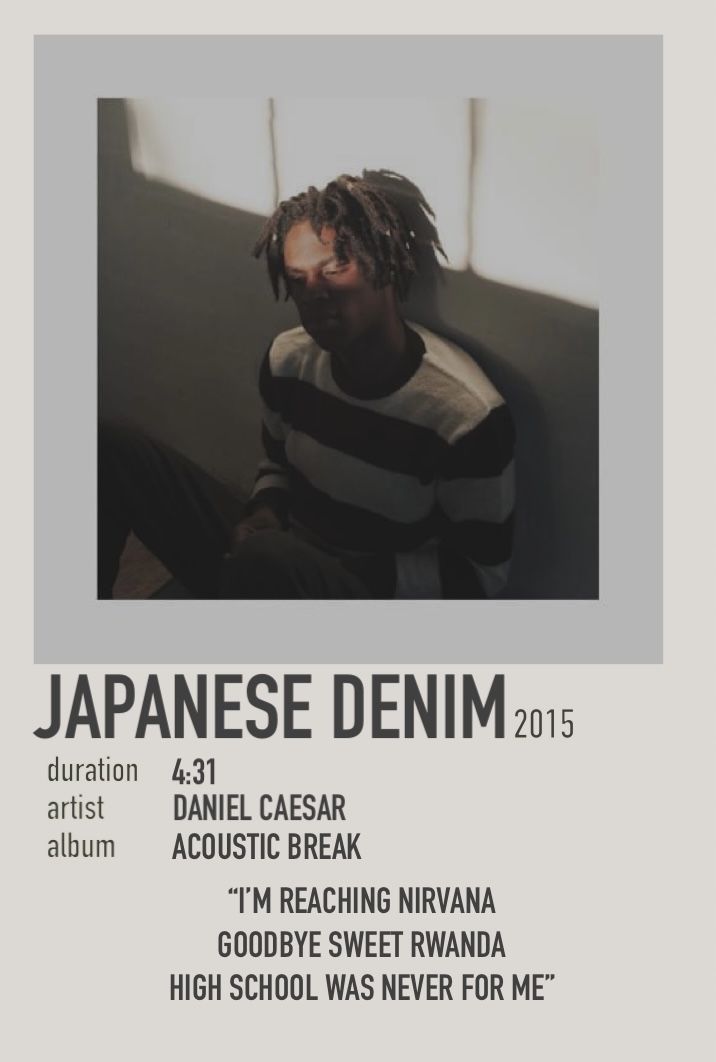 JAPANESE DENIM 2015
duration 4:31
artist DANIEL CAESAR
album ACOUSTIC BREAK
“I’M REACHING NIRVANA
GOODBYE SWEET RWANDA
HIGH SCHOOL WAS NEVER FOR ME”